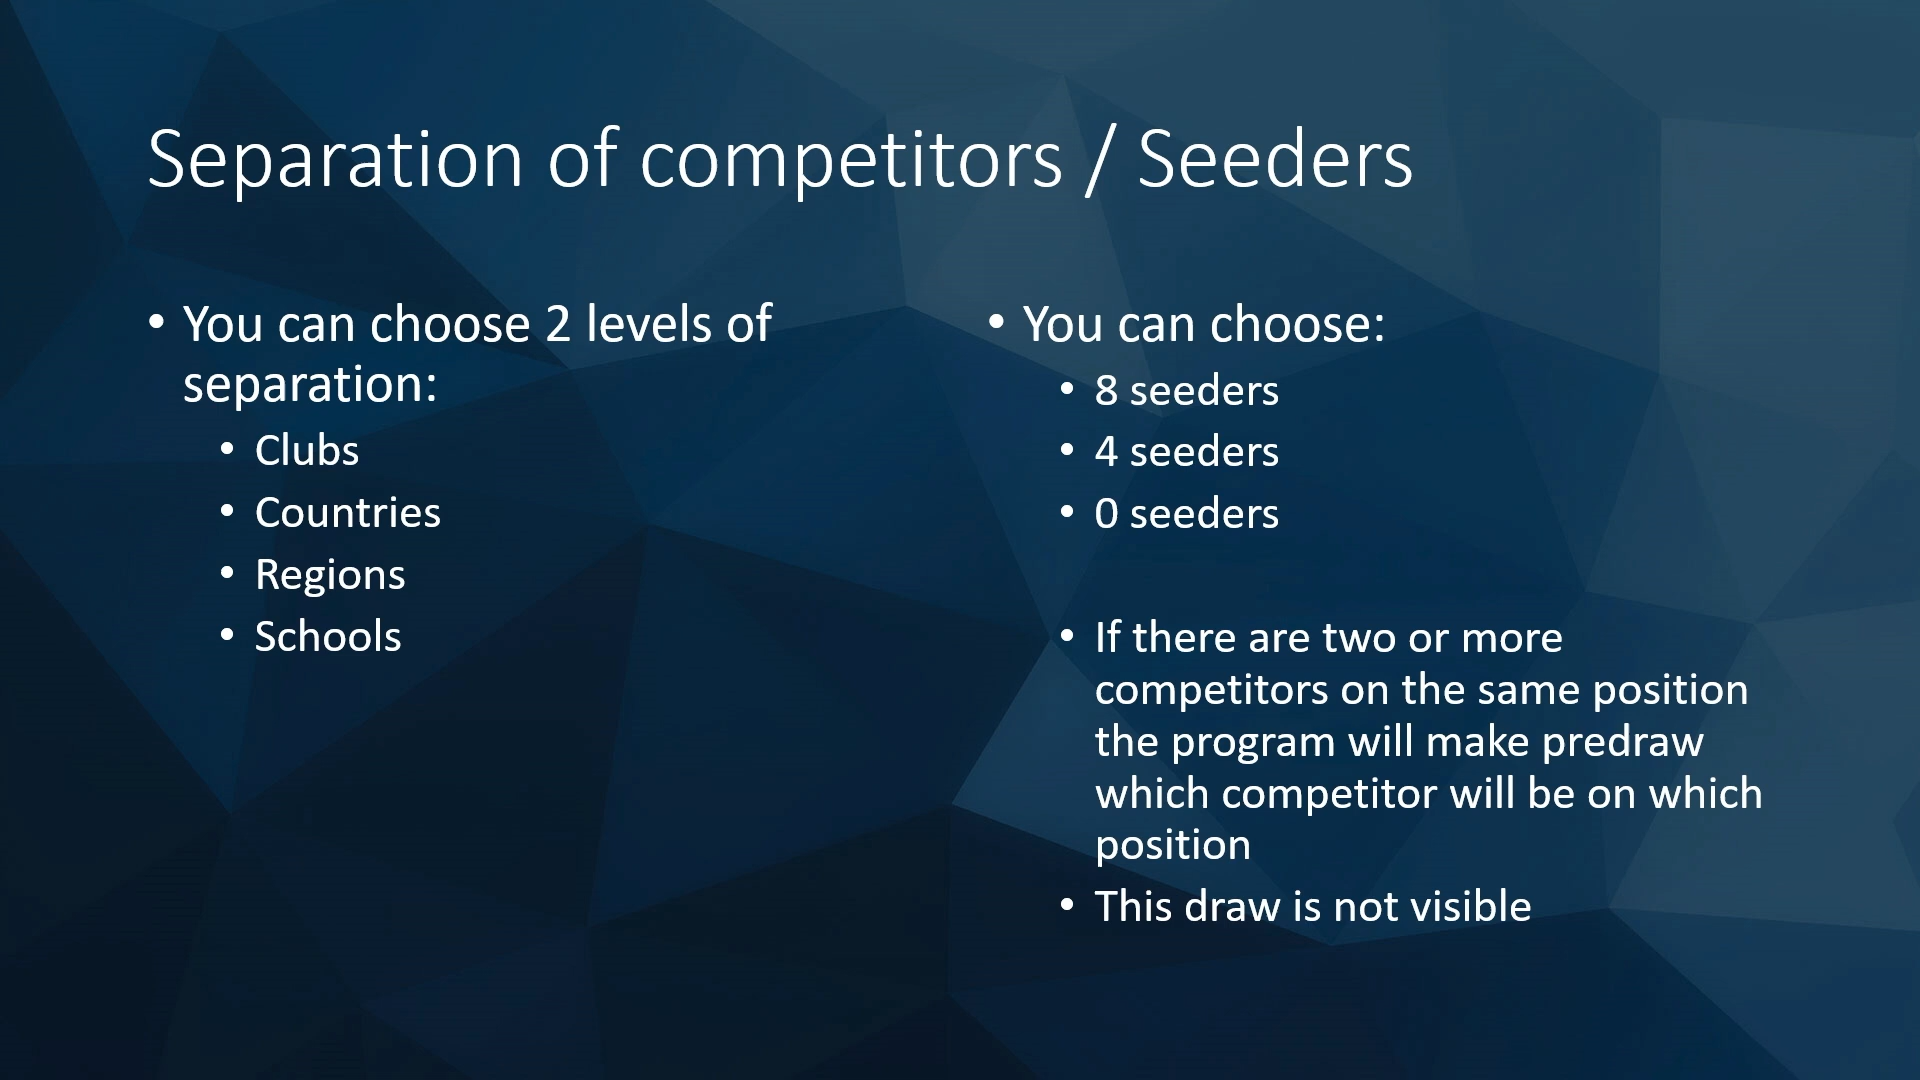 Separation of competitors / Seeders
• You can choose 2 levels of
separation:
• Clubs
• Countries
• Regions
• Schools
• You can choose:
• 8 seeders
• 4 seeders
• 0 seeders
• If there are two or more
competitors on the same position
the program will make predraw
which competitor will be on which
position
• This draw is not visible